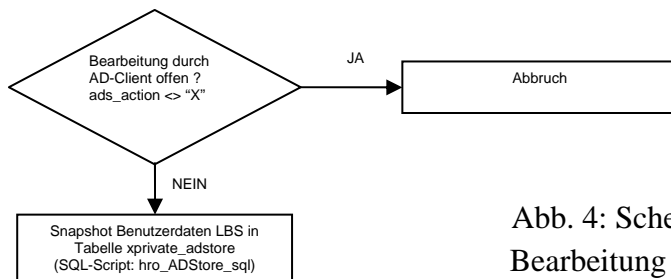 Bearbeitung durch
AD-Client offen ?
ads_action <> “X”
JA
Abbruch
NEIN
Snapshot Benutzerdaten LBS in
Tabelle xprivate_adstore
(SQL-Script: hro_ADStore_sql)
Abb. 4:
Bearbeitung